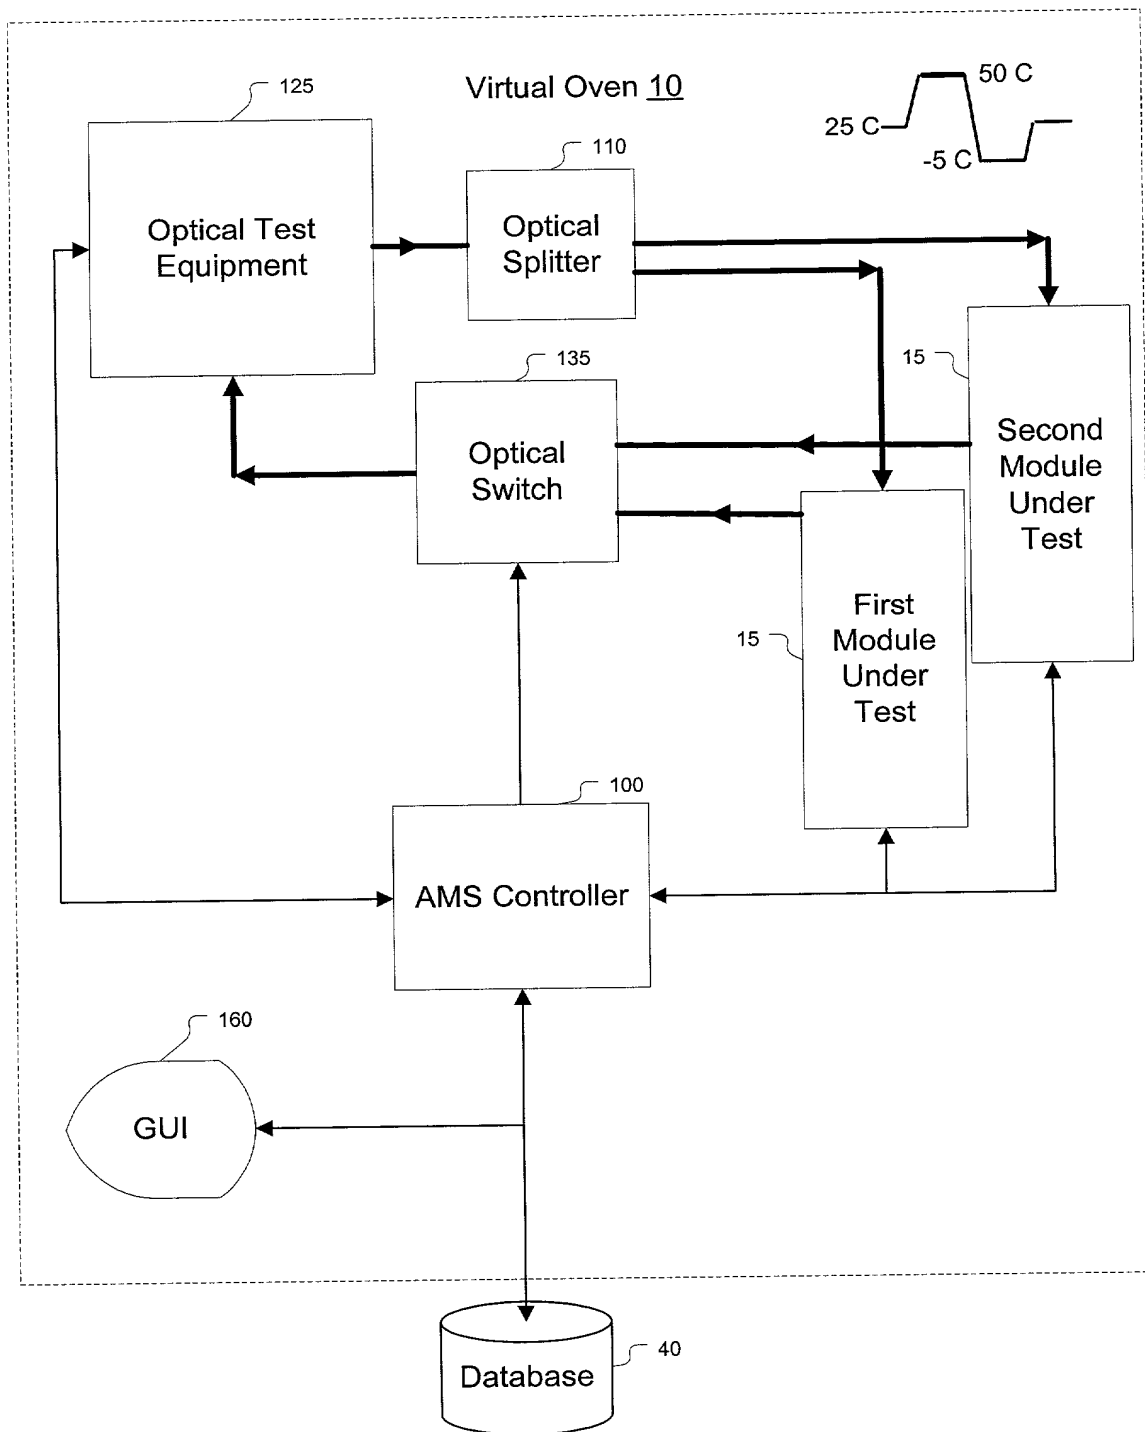 125
Virtual Oven 10
50 C
25 C
-5 C
110
Optical Test
Equipment
Optical
Splitter
135
15
Optical
Switch
Second
Module
Under
Test
First
Module
Under
Test
15
100
AMS Controller
160
GUI
Database
40